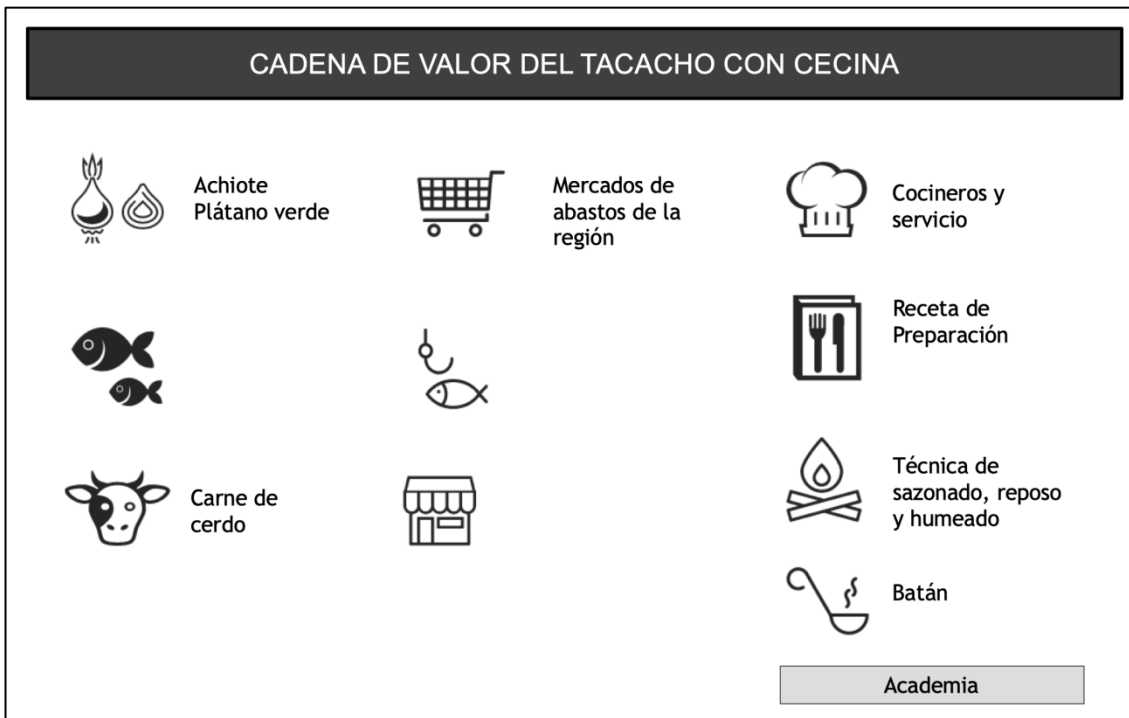 CADENA DE VALOR DEL TACACHO CON CECINA
Achiote
Plátano verde
Mercados de
abastos de la
región
Cocineros y
servicio
Receta de
Preparación
Carne de
cerdo
Técnica de
sazonado, reposo
y humeado
Batán
Academia